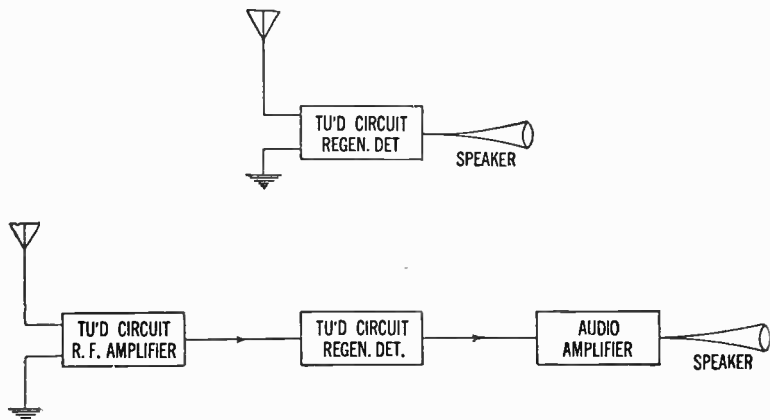 TU'D CIRCUIT
REGEN. DET
SPEAKER
TU'D CIRCUIT
R. F. AMPLIFIER
TU'D CIRCUIT
REGEN. DET.
AUDIO
AMPLIFIER
SPEAKER